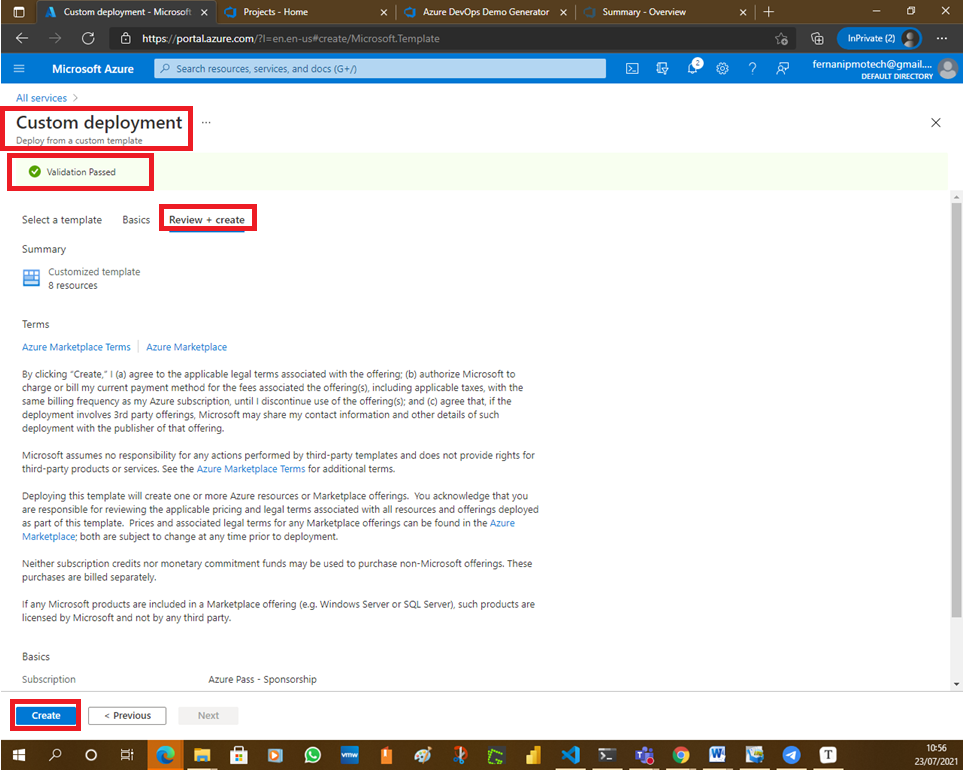 Custom deployment - Microsoft
Projects - Home
Azure DevOps Demo Generator
Summary - Overview
https://portal.azure.com/?l=en.en-us#create/Microsoft.Template
InPrivate (2)
Microsoft Azure
Search resources, services, and docs (G+/)
2
fernanipmotech@gmail....
DEFAULT DIRECTORY
All services >
Custom deployment ...
Deploy from a custom template
Validation Passed
Select a template Basics Review + create
Summary
Customized template
8 resources
Terms
Azure Marketplace Terms | Azure Marketplace
By clicking “Create,” I (a) agree to the applicable legal terms associated with the offering; (b) authorize Microsoft to
charge or bill my current payment method for the fees associated the offering(s), including applicable taxes, with the
same billing frequency as my Azure subscription, until I discontinue use of the offering(s); and (c) agree that, if the
deployment involves 3rd party offerings, Microsoft may share my contact information and other details of such
deployment with the publisher of that offering.
Microsoft assumes no responsibility for any actions performed by third-party templates and does not provide rights for
third-party products or services. See the Azure Marketplace Terms for additional terms.
Deploying this template will create one or more Azure resources or Marketplace offerings. You acknowledge that you
are responsible for reviewing the applicable pricing and legal terms associated with all resources and offerings deployed
as part of this template. Prices and associated legal terms for any Marketplace offerings can be found in the Azure
Marketplace; both are subject to change at any time prior to deployment.
Neither subscription credits nor monetary commitment funds may be used to purchase non-Microsoft offerings. These
purchases are billed separately.
If any Microsoft products are included in a Marketplace offering (e.g. Windows Server or SQL Server), such products are
licensed by Microsoft and not by any third party.
Basics
Subscription Azure Pass - Sponsorship
Create < Previous Next
vmw
T
10:56
23/07/2021